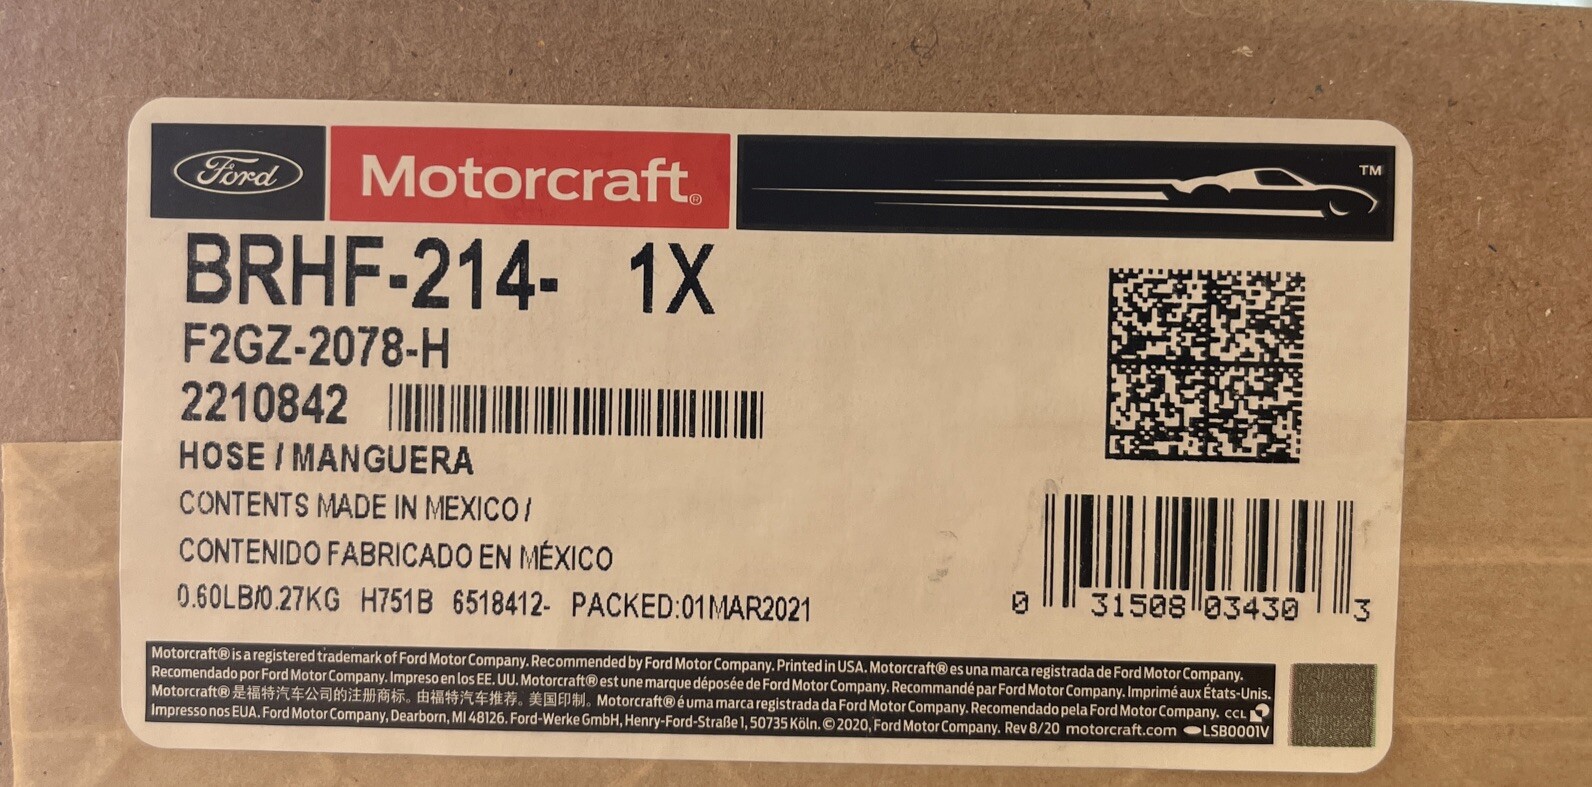 Ford Motorcraft® ™
BRHF-214- 1X
F2GZ-2078-H
2210842
HOSE / MANGUERA
CONTENTS MADE IN MEXICO /
CONTENIDO FABRICADO EN MÉXICO
0.60LB/0.27KG H751B 6518412- PACKED:01MAR2021
0 31508 03430 3
Motorcraft® is a registered trademark of Ford Motor Company. Recommended by Ford Motor Company. Printed in USA. Motorcraft® es una marca registrada de Ford Motor Company.
Recomendado por Ford Motor Company. Impreso en los EE. UU. Motorcraft® est une marque déposée de Ford Motor Company. Recommandé par Ford Motor Company. Imprimé aux États-Unis.
Motorcraft® 是福特汽车公司的注册商标。由福特汽车推荐。美国印制。Motorcraft® é uma marca registrada da Ford Motor Company. Recomendado pela Ford Motor Company. CCL
Impresso nos EUA. Ford Motor Company, Dearborn, MI 48126. Ford-Werke GmbH, Henry-Ford-Straße 1, 50735 Köln. © 2020, Ford Motor Company. Rev 8/20 motorcraft.com LSB0001V